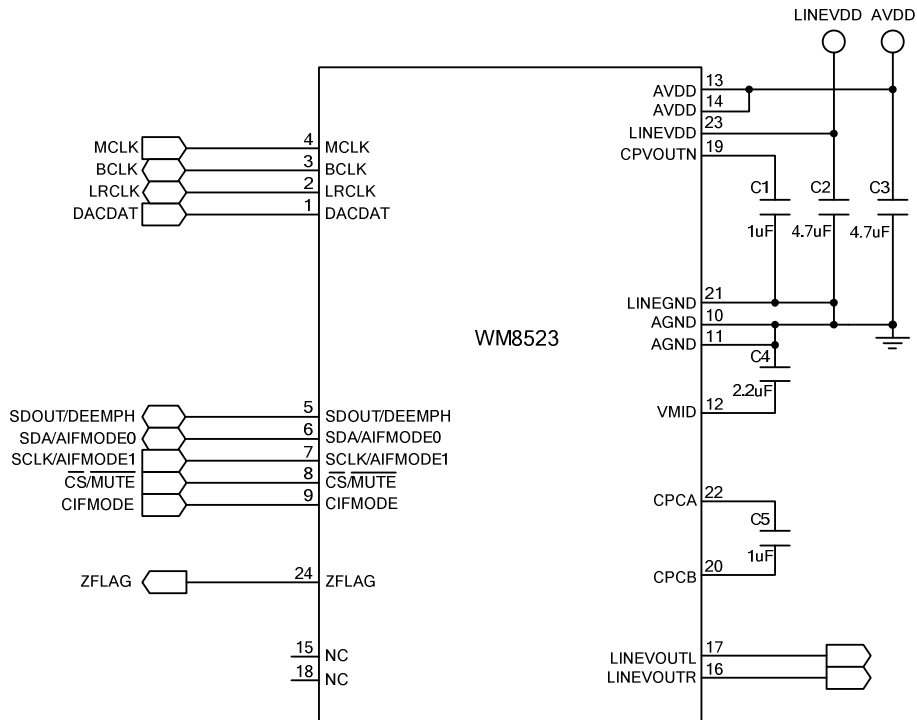 LINEVDD AVDD
AVDD 13
AVDD 14
LINEVDD 23
CPVOUTN 19
MCLK 4 MCLK
BCLK 3 BCLK
LRCLK 2 LRCLK
DACDAT 1 DACDAT
C1 1uF
C2 4.7uF
C3 4.7uF
LINEGND 21
AGND 10
AGND 11
WM8523
C4 2.2uF
VMID 12
SDOUT/DEEMPH 5 SDOUT/DEEMPH
SDA/AIFMODE0 6 SDA/AIFMODE0
SCLK/AIFMODE1 7 SCLK/AIFMODE1
CS/MUTE 8 CS/MUTE
CIFMODE 9 CIFMODE
CPCA 22
C5 1uF
CPCB 20
ZFLAG 24 ZFLAG
15 NC
18 NC
LINEVOUTL 17
LINEVOUTR 16